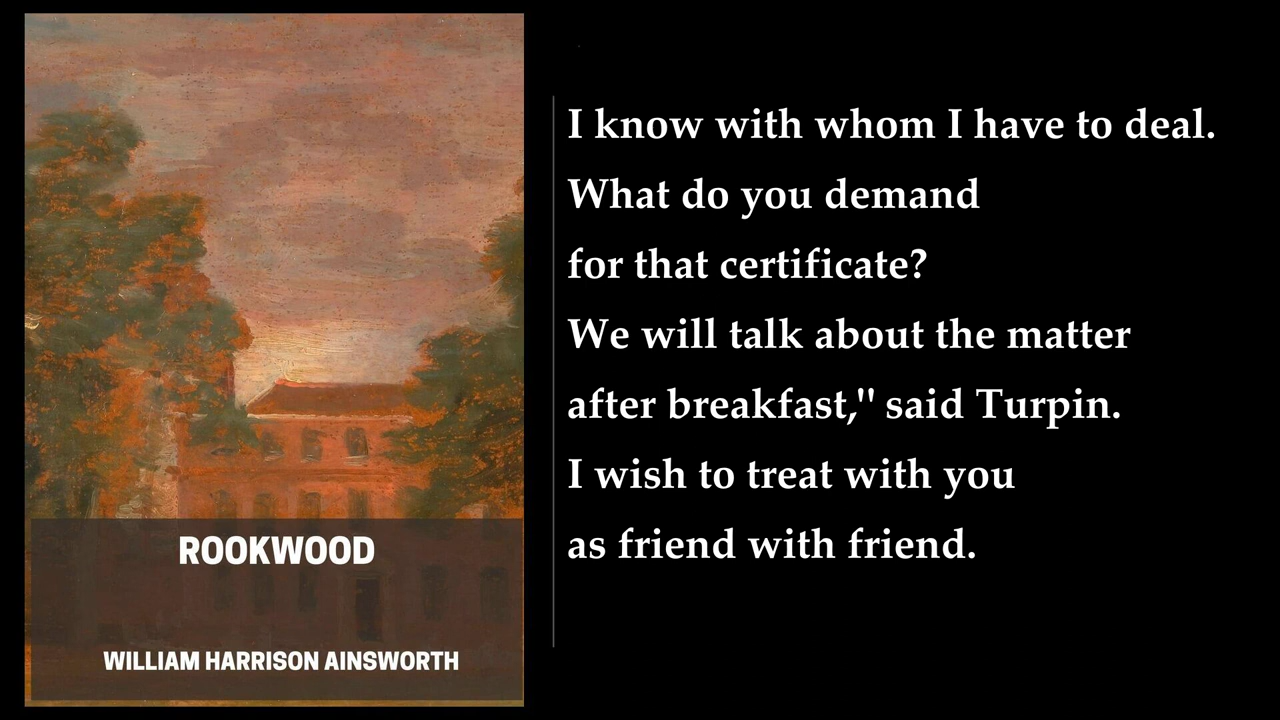 ROOKWOOD
WILLIAM HARRISON AINSWORTH
I know with whom I have to deal.
What do you demand
for that certificate?
We will talk about the matter
after breakfast," said Turpin.
I wish to treat with you
as friend with friend.